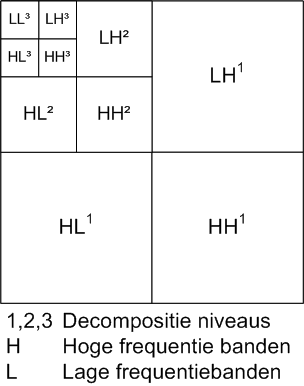 LL³ LH³
LH²
LH¹
HL³ HH³
HL² HH²
HL¹ HH¹
1,2,3 Decompositie niveaus
H Hoge frequentie banden
L Lage frequentiebanden